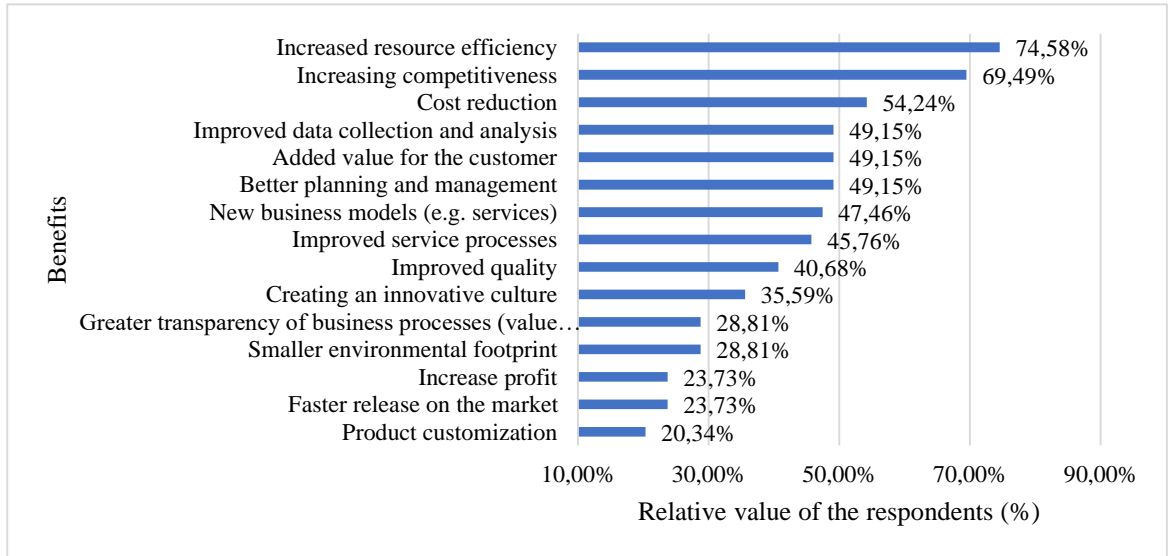 Increased resource efficiency 74,58%
Increasing competitiveness 69,49%
Cost reduction 54,24%
Improved data collection and analysis 49,15%
Added value for the customer 49,15%
Better planning and management 49,15%
New business models (e.g. services) 47,46%
Improved service processes 45,76%
Improved quality 40,68%
Creating an innovative culture 35,59%
Greater transparency of business processes (value… 28,81%
Smaller environmental footprint 28,81%
Increase profit 23,73%
Faster release on the market 23,73%
Product customization 20,34%
Benefits
10,00% 30,00% 50,00% 70,00% 90,00%
Relative value of the respondents (%)